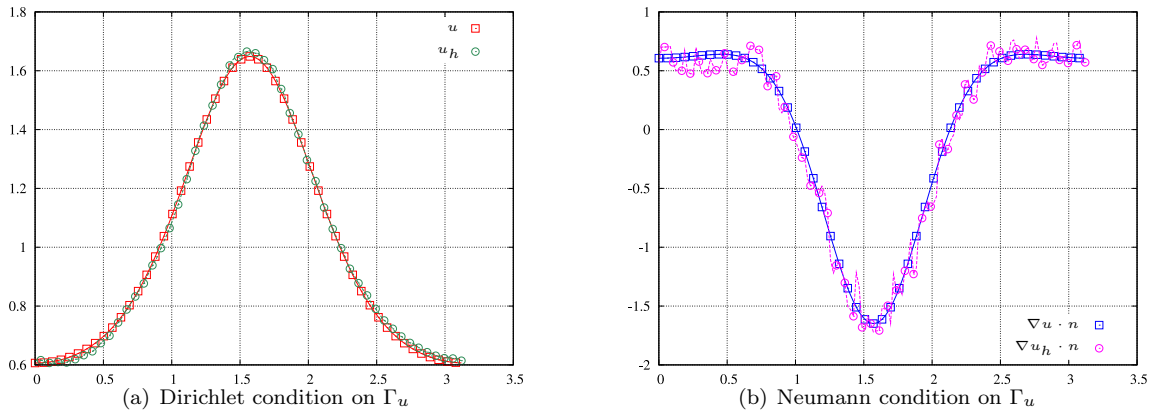 1.8
1.6
1.4
1.2
1
0.8
0.6
0 0.5 1 1.5 2 2.5 3 3.5
u
u_h
(a) Dirichlet condition on Γ_u
1
0.5
0
−0.5
−1
−1.5
−2
0 0.5 1 1.5 2 2.5 3 3.5
∇u · n
∇u_h · n
(b) Neumann condition on Γ_u